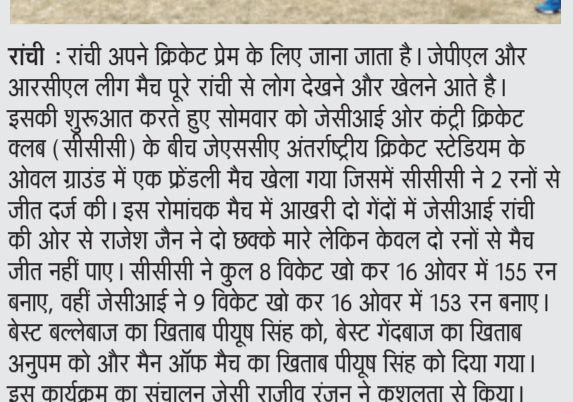 रांची : रांची अपने क्रिकेट प्रेम के लिए जाना जाता है। जेपीएल और
आरसीएल लीग मैच पूरे रांची से लोग देखने और खेलने आते है।
इसकी शुरूआत करते हुए सोमवार को जेसीआई ओर कंट्री क्रिकेट
क्लब (सीसीसी) के बीच जेएससीए अंतर्राष्ट्रीय क्रिकेट स्टेडियम के
ओवल ग्राउंड में एक फ्रेंडली मैच खेला गया जिसमें सीसीसी ने 2 रनों से
जीत दर्ज की। इस रोमांचक मैच में आखरी दो गेंदों में जेसीआई रांची
की ओर से राजेश जैन ने दो छक्के मारे लेकिन केवल दो रनों से मैच
जीत नहीं पाए। सीसीसी ने कुल 8 विकेट खो कर 16 ओवर में 155 रन
बनाए, वहीं जेसीआई ने 9 विकेट खो कर 16 ओवर में 153 रन बनाए।
बेस्ट बल्लेबाज का खिताब पीयूष सिंह को, बेस्ट गेंदबाज का खिताब
अनुपम को और मैन ऑफ मैच का खिताब पीयूष सिंह को दिया गया।
इस कार्यक्रम का संचालन जेसी राजीव रंजन ने कुशलता से किया।